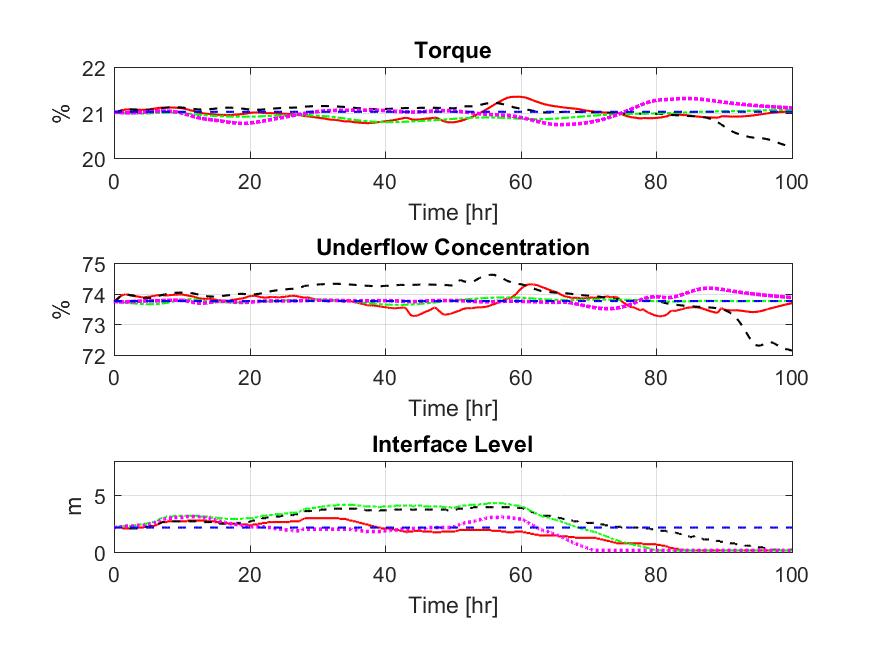 Torque
22
21
20
%
0 20 40 60 80 100
Time [hr]
Underflow Concentration
75
74
73
72
%
0 20 40 60 80 100
Time [hr]
Interface Level
5
0
m
0 20 40 60 80 100
Time [hr]